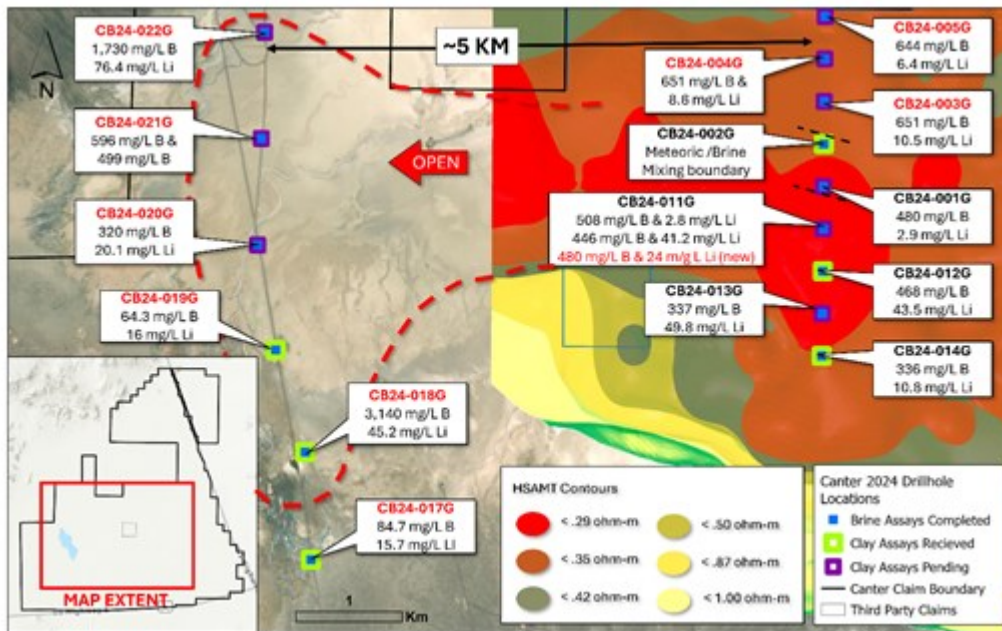 CB24-022G
1,730 mg/L B
76.4 mg/L Li
~5 KM
CB24-005G
644 mg/L B
6.4 mg/L Li
CB24-004G
651 mg/L B &
8.6 mg/L Li
CB24-003G
651 mg/L B
10.5 mg/L Li
N
CB24-021G
596 mg/L B &
499 mg/L B
OPEN
CB24-002G
Meteoric /Brine
Mixing boundary
CB24-001G
480 mg/L B
2.9 mg/L Li
CB24-011G
508 mg/L B & 2.8 mg/L Li
446 mg/L B & 41.2 mg/L Li
480 mg/L B & 24 m/g L Li (new)
CB24-020G
320 mg/L B
20.1 mg/L Li
CB24-012G
468 mg/L B
43.5 mg/L Li
CB24-013G
337 mg/L B
49.8 mg/L Li
CB24-019G
64.3 mg/L B
16 mg/L Li
CB24-014G
336 mg/L B
10.8 mg/L Li
CB24-018G
3,140 mg/L B
45.2 mg/L Li
CB24-017G
84.7 mg/L B
15.7 mg/L Li
MAP EXTENT
1
Km
HSAMT Contours
< .29 ohm-m
< .35 ohm-m
< .42 ohm-m
< .50 ohm-m
< .87 ohm-m
< 1.00 ohm-m
Canter 2024 Drillhole
Locations
Brine Assays Completed
Clay Assays Recieved
Clay Assays Pending
Canter Claim Boundary
Third Party Claims